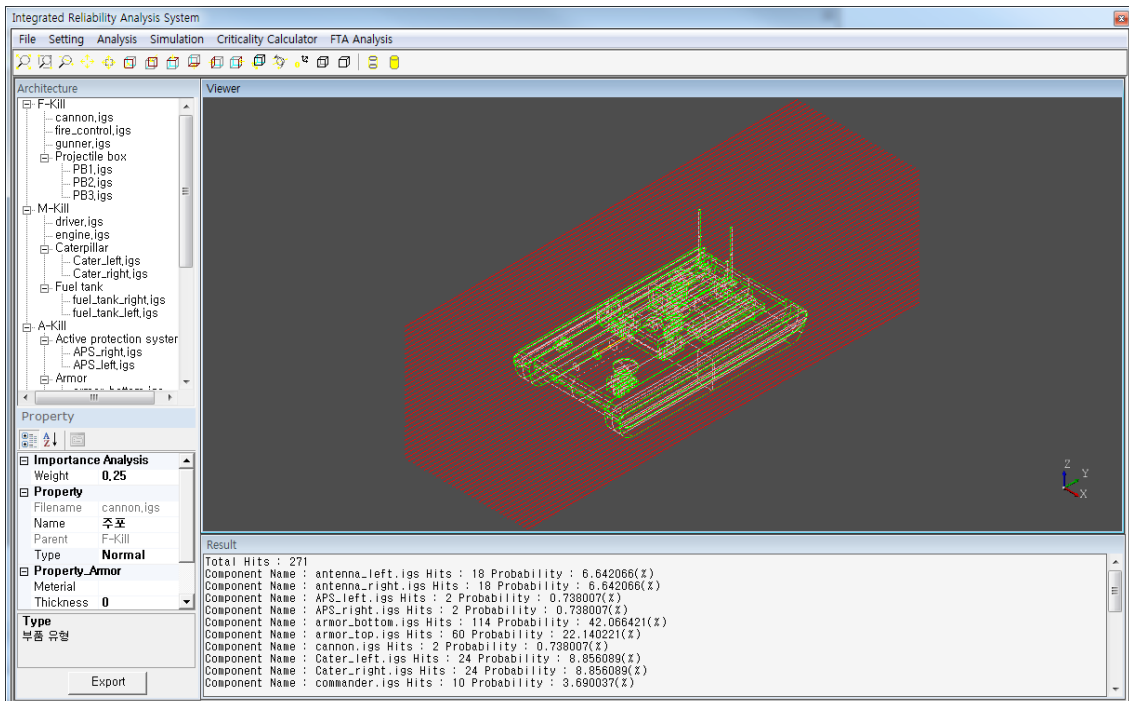 Integrated Reliability Analysis System
File Setting Analysis Simulation Criticality Calculator FTA Analysis
Architecture
F-Kill
cannon,igs
fire_control,igs
gunner,igs
Projectile box
PB1,igs
PB2,igs
PB3,igs
M-Kill
driver,igs
engine,igs
Caterpillar
Cater_left,igs
Cater_right,igs
Fuel tank
fuel_tank_right,igs
fuel_tank_left,igs
A-Kill
Active protection syster
APS_right,igs
APS_left,igs
Armor
Property
Importance Analysis
Weight 0,25
Property
Filename cannon,igs
Name 주포
Parent F-Kill
Type Normal
Property_Armor
Meterial
Thickness 0
Type
부품 유형
Export
Viewer
Z
Y
X
Result
Total Hits : 271
Component Name : antenna_left.igs Hits : 18 Probability : 6.642066(%)
Component Name : antenna_right.igs Hits : 18 Probability : 6.642066(%)
Component Name : APS_left.igs Hits : 2 Probability : 0.738007(%)
Component Name : APS_right.igs Hits : 2 Probability : 0.738007(%)
Component Name : armor_bottom.igs Hits : 114 Probability : 42.066421(%)
Component Name : armor_top.igs Hits : 60 Probability : 22.140221(%)
Component Name : cannon.igs Hits : 2 Probability : 0.738007(%)
Component Name : Cater_left.igs Hits : 24 Probability : 8.856089(%)
Component Name : Cater_right.igs Hits : 24 Probability : 8.856089(%)
Component Name : commander.igs Hits : 10 Probability : 3.690037(%)